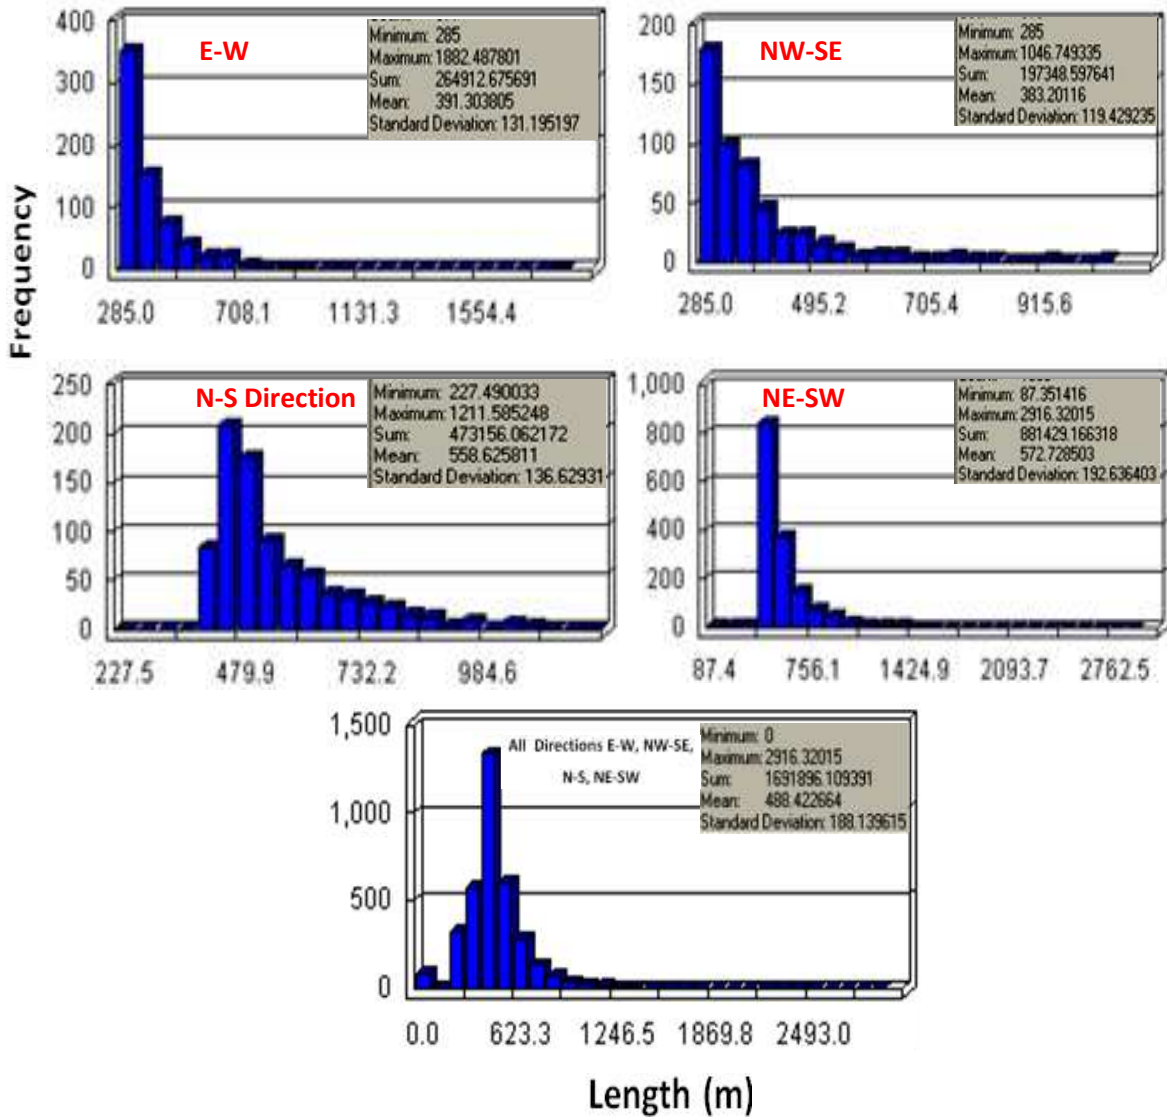 Frequency
400
300
200
100
0
E-W
Minimum: 285
Maximum: 1882.487801
Sum: 264912.675691
Mean: 391.303805
Standard Deviation: 131.195197
285.0 708.1 1131.3 1554.4
200
150
100
50
0
NW-SE
Minimum: 285
Maximum: 1046.749335
Sum: 197348.597641
Mean: 383.20116
Standard Deviation: 119.429235
285.0 495.2 705.4 915.6
250
200
150
100
50
0
N-S Direction
Minimum: 227.490033
Maximum: 1211.585248
Sum: 473156.062172
Mean: 558.625811
Standard Deviation: 136.62931
227.5 479.9 732.2 984.6
1,000
800
600
400
200
0
NE-SW
Minimum: 87.351416
Maximum: 2916.32015
Sum: 881429.166318
Mean: 572.728503
Standard Deviation: 192.636403
87.4 756.1 1424.9 2093.7 2762.5
1,500
1,000
500
0
All Directions E-W, NW-SE,
N-S, NE-SW
Minimum: 0
Maximum: 2916.32015
Sum: 1691896.109391
Mean: 488.422664
Standard Deviation: 188.139615
0.0 623.3 1246.5 1869.8 2493.0
Length (m)